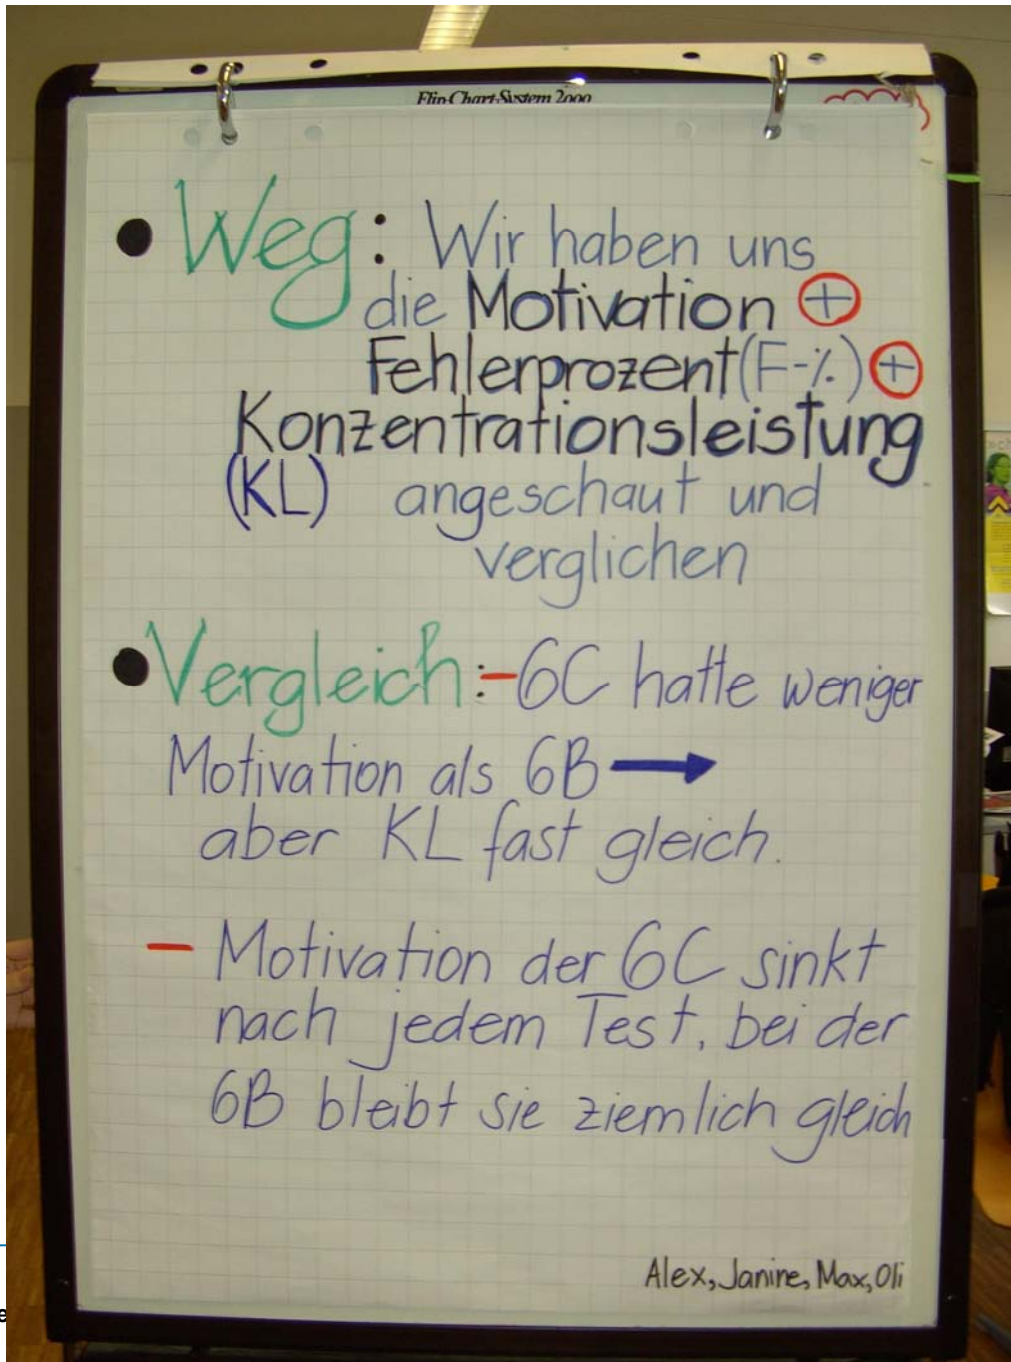 Flip-Chart-System 2000
• Weg: Wir haben uns
die Motivation +
Fehlerprozent (F-%) +
Konzentrationsleistung
(KL) angeschaut und
verglichen
• Vergleich: - 6C hatte weniger
Motivation als 6B →
aber KL fast gleich.
- Motivation der 6C sinkt
nach jedem Test, bei der
6B bleibt sie ziemlich gleich
Alex, Janine, Max, Oli